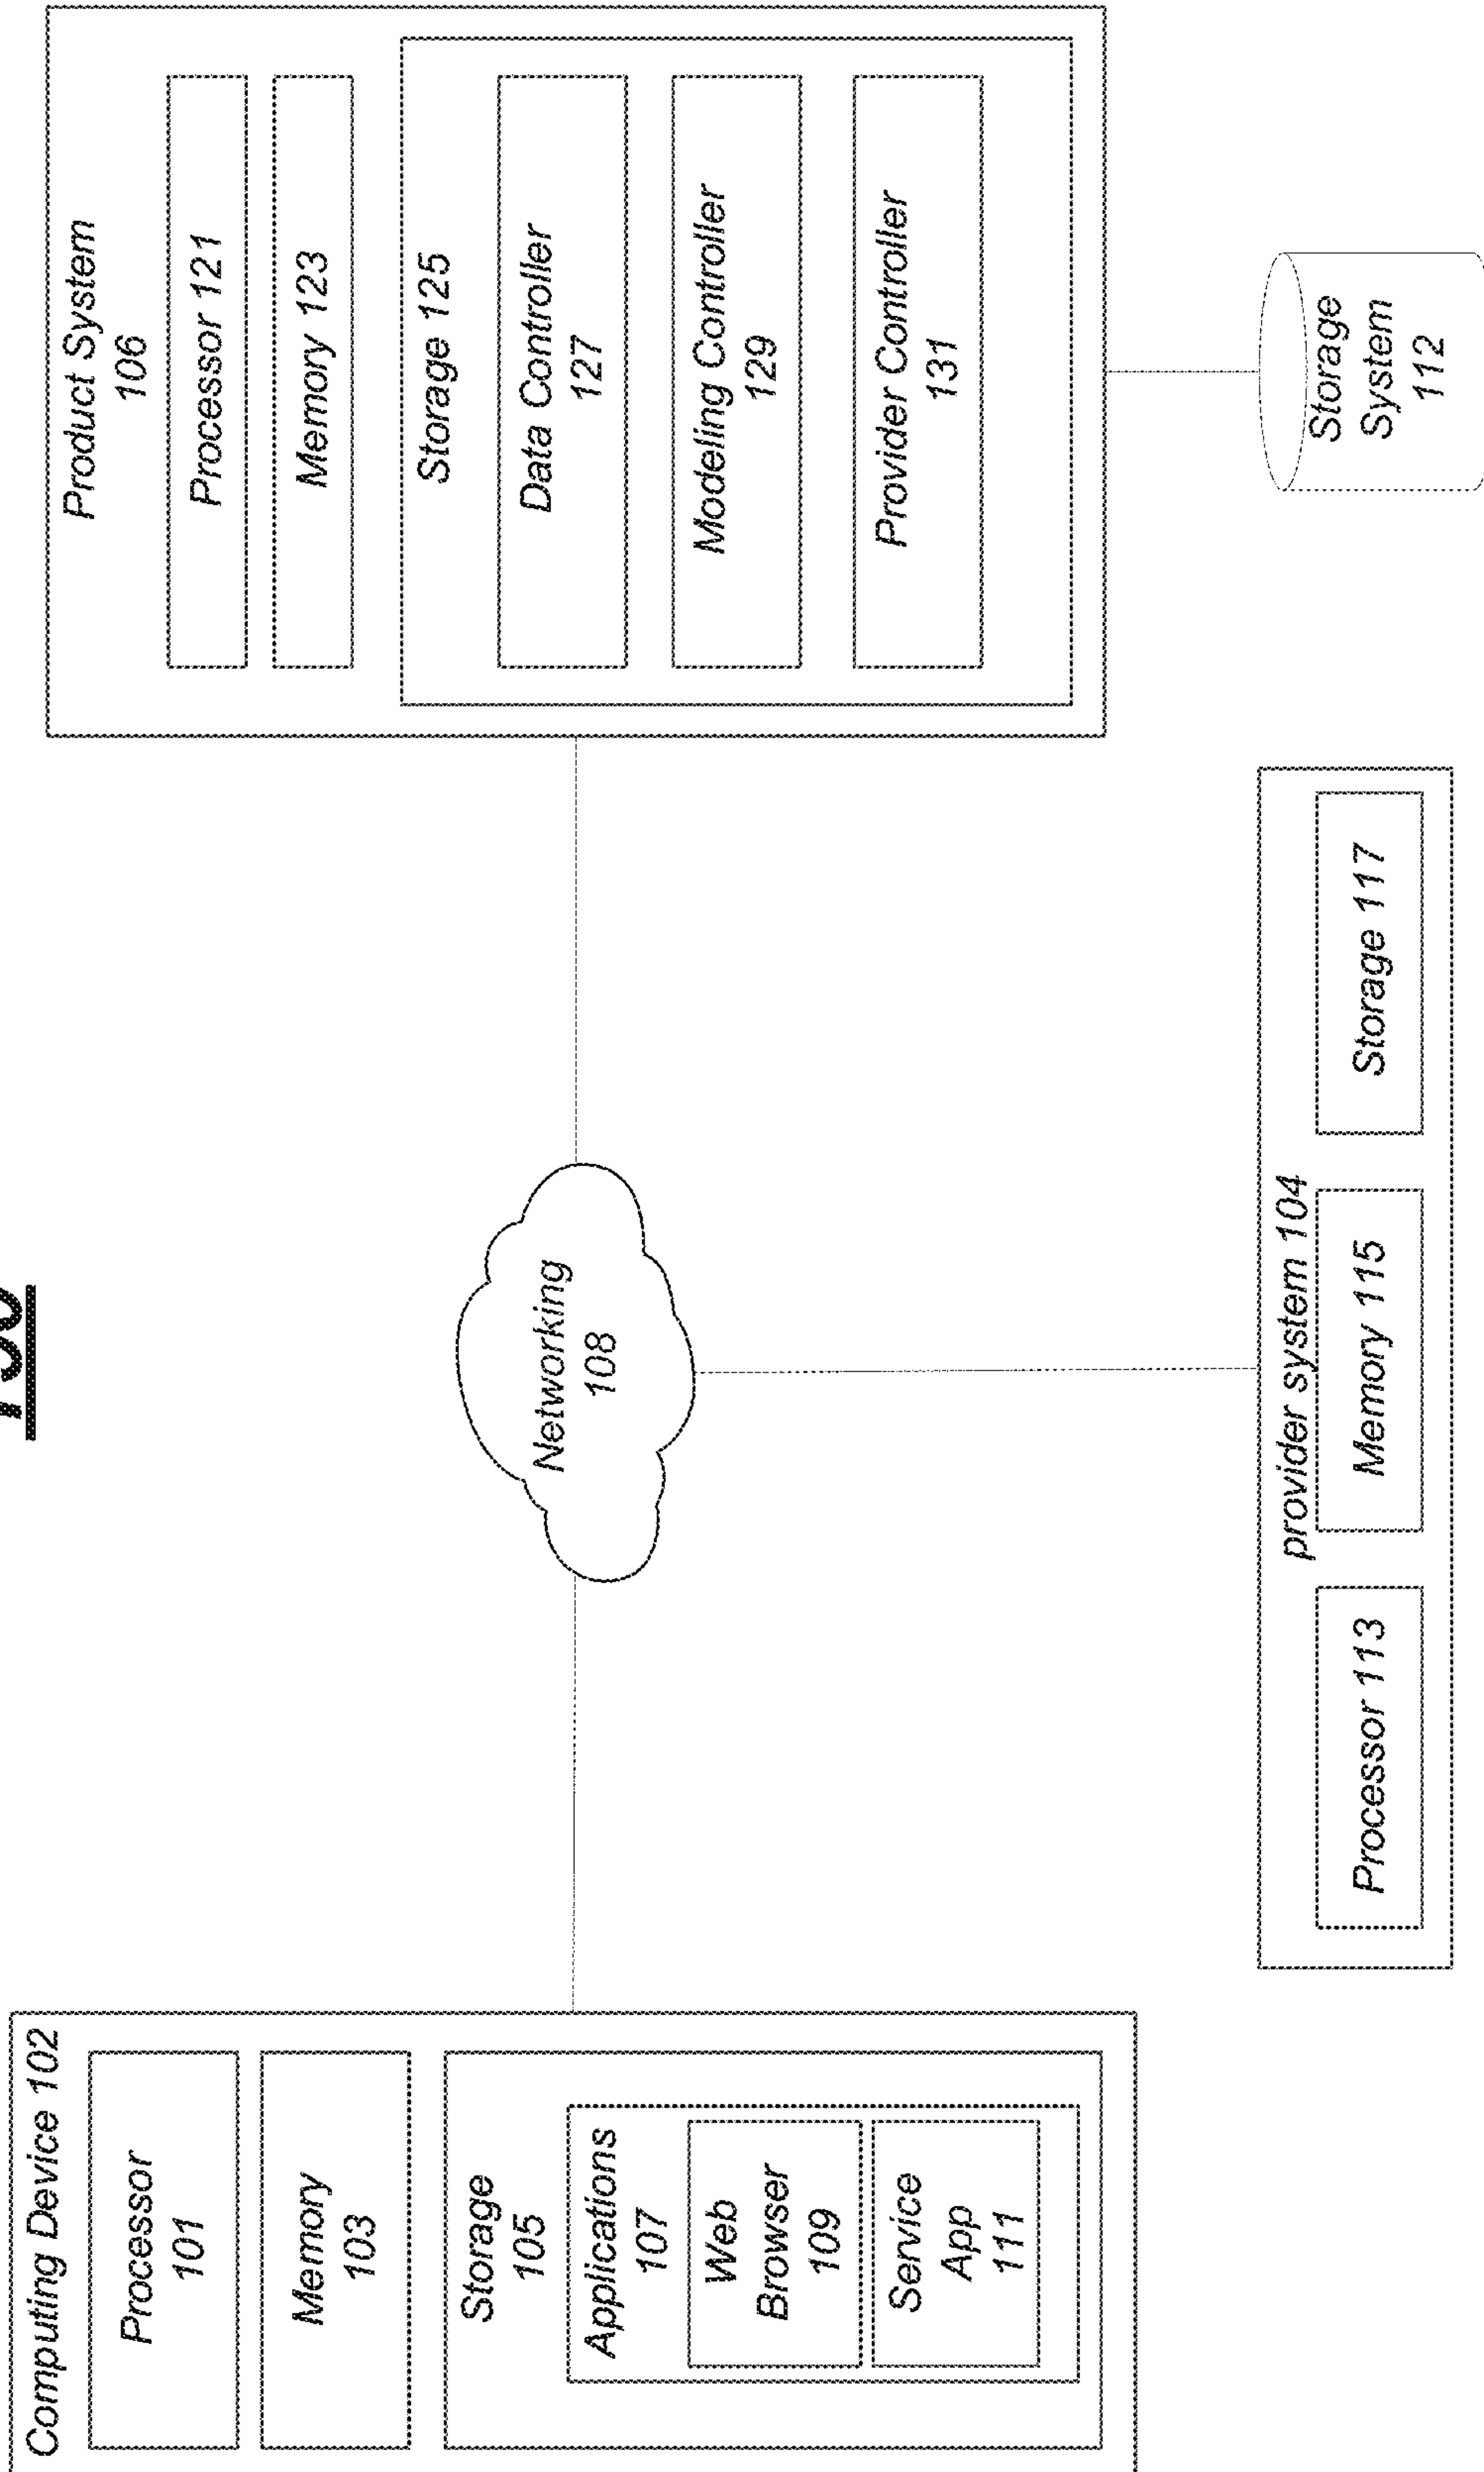 Computing Device 102
Processor
101
Memory
103
Storage
105
Applications
107
Web
Browser
109
Service
App
111
Networking
108
provider system 104
Processor 113
Memory 115
Storage 117
Product System
106
Processor 121
Memory 123
Storage 125
Data Controller
127
Modeling Controller
129
Provider Controller
131
Storage
System
112